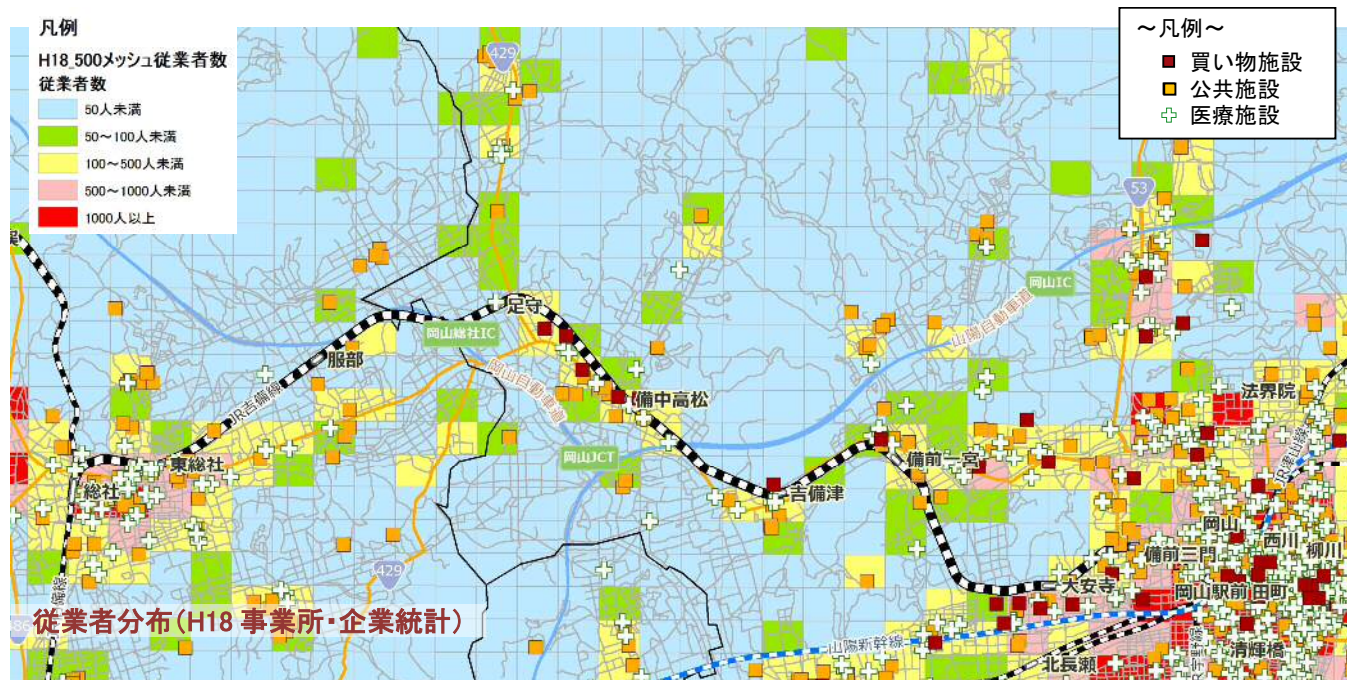 凡例
H18_500メッシュ従業者数
従業者数
50人未満
50～100人未満
100～500人未満
500～1000人未満
1000人以上
～凡例～
買い物施設
公共施設
医療施設
429
53
岡山IC
山陽自動車道
足守
岡山総社IC
服部
岡山自動車道
JR吉備線
備中高松
法界院
岡山JCT
備前一宮
JR津山線
東総社
総社
吉備津
岡山
西川
柳川
備前三門
429
大安寺
岡山駅前
田町
486
従業者分布(H18 事業所・企業統計)
山陽新幹線
清輝橋
北長瀬